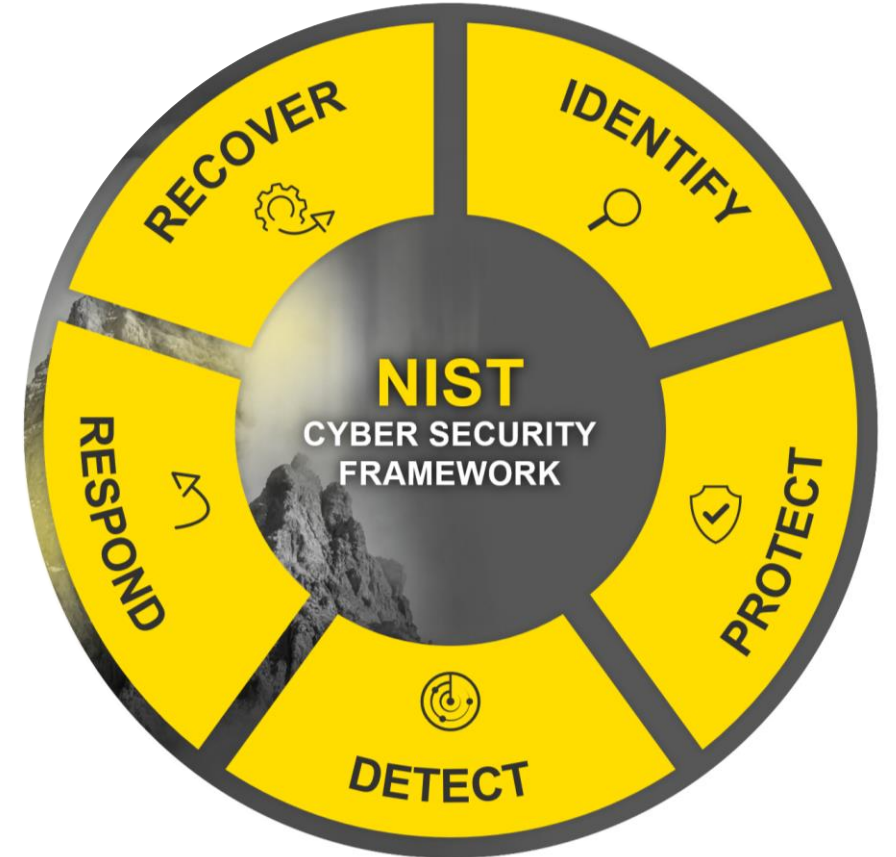 NIST
CYBER SECURITY
FRAMEWORK
IDENTIFY
PROTECT
DETECT
RESPOND
RECOVER